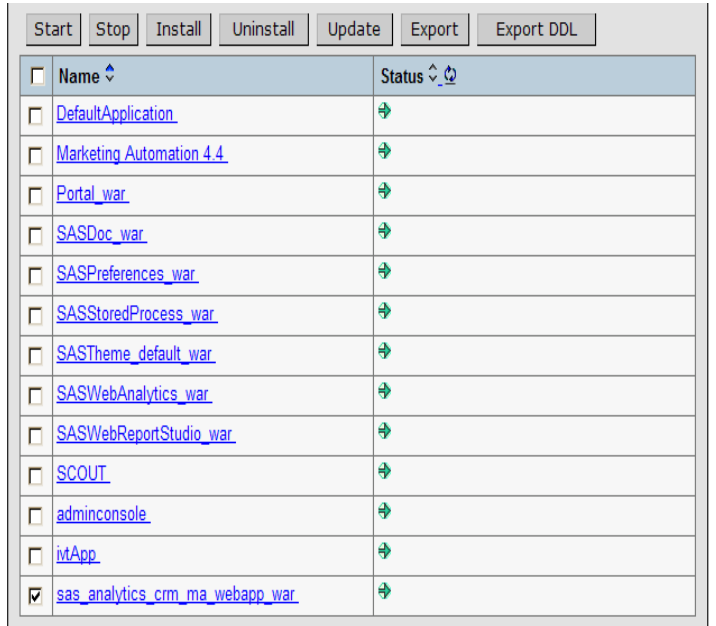 Start Stop Install Uninstall Update Export Export DDL
Name Status
DefaultApplication
Marketing Automation 4.4
Portal_war
SASDoc_war
SASPreferences_war
SASStoredProcess_war
SASTheme_default_war
SASWebAnalytics_war
SASWebReportStudio_war
SCOUT
adminconsole
ivtApp
sas_analytics_crm_ma_webapp_war